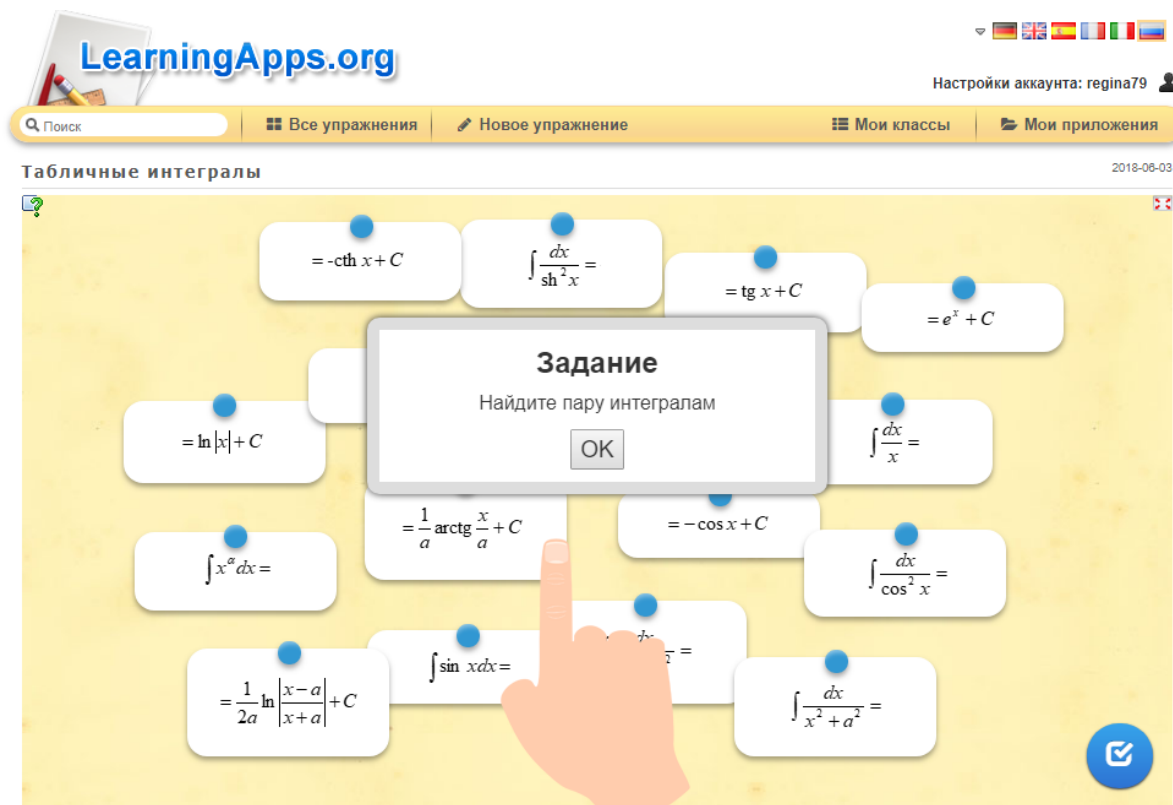 LearningApps.org
Настройки аккаунта: regina79
Поиск
Все упражнения
Новое упражнение
Мои классы
Мои приложения
Табличные интегралы
2018-06-03
= -cth x + C
∫ dx / sh² x =
= tg x + C
= eˣ + C
Задание
Найдите пару интегралам
OK
= ln |x| + C
∫ dx / x =
= 1/a arctg x/a + C
= − cos x + C
∫ xᵅ dx =
∫ dx / cos² x =
∫ sin xdx =
= 1/2a ln |x − a / x + a| + C
∫ dx / x² + a² =